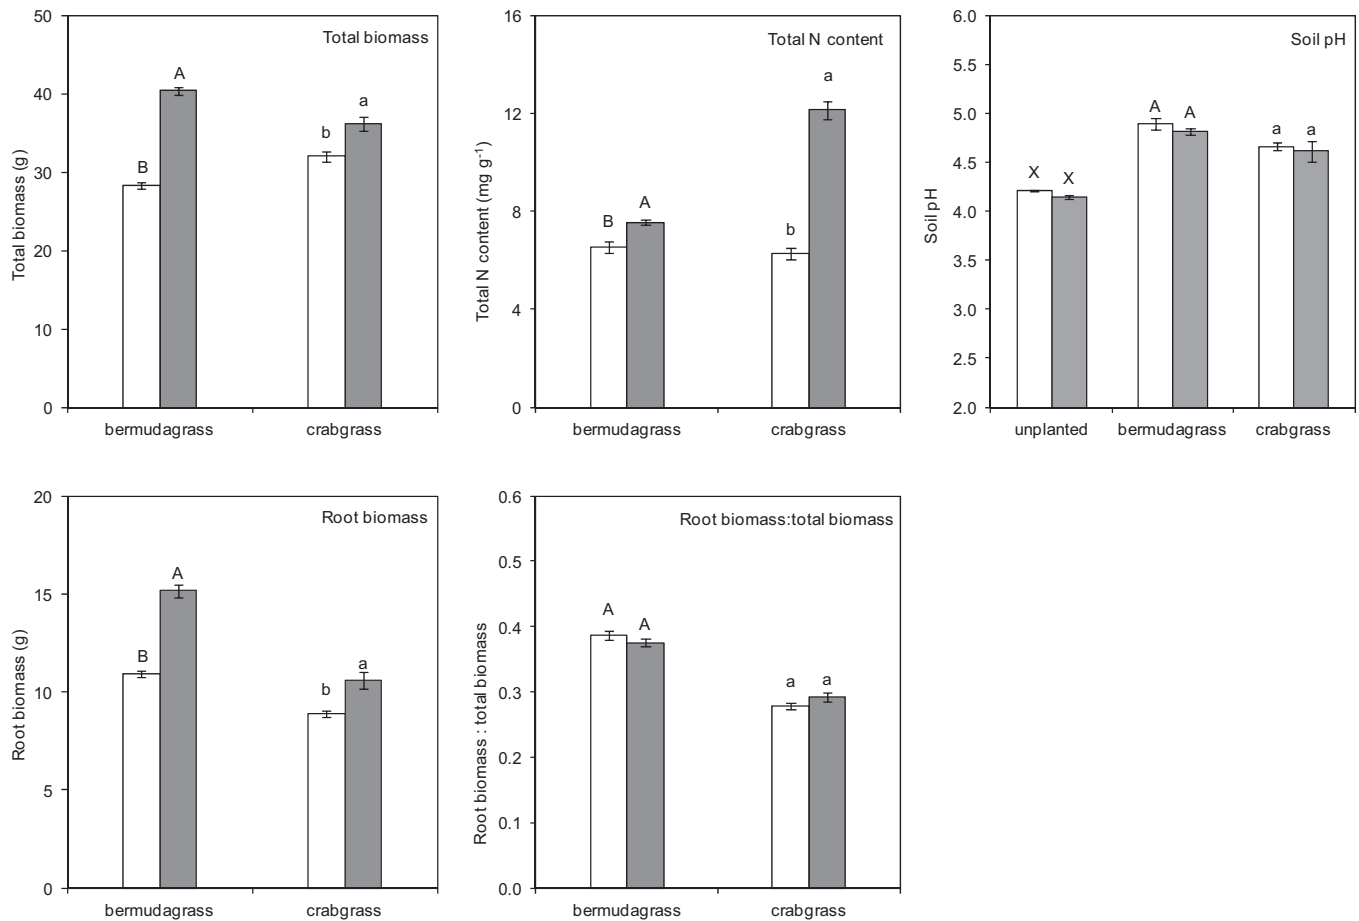 Total biomass
Total biomass (g)
50
40
30
20
10
0
B
A
b
a
bermudagrass
crabgrass
Total N content
Total N content (mg g-1)
16
12
8
4
0
B
A
b
a
bermudagrass
crabgrass
Soil pH
Soil pH
6.0
5.5
5.0
4.5
4.0
3.5
3.0
2.5
2.0
X
X
A
A
a
a
unplanted
bermudagrass
crabgrass
Root biomass
Root biomass (g)
20
15
10
5
0
B
A
b
a
bermudagrass
crabgrass
Root biomass:total biomass
Root biomass : total biomass
0.6
0.5
0.4
0.3
0.2
0.1
0.0
A
A
a
a
bermudagrass
crabgrass